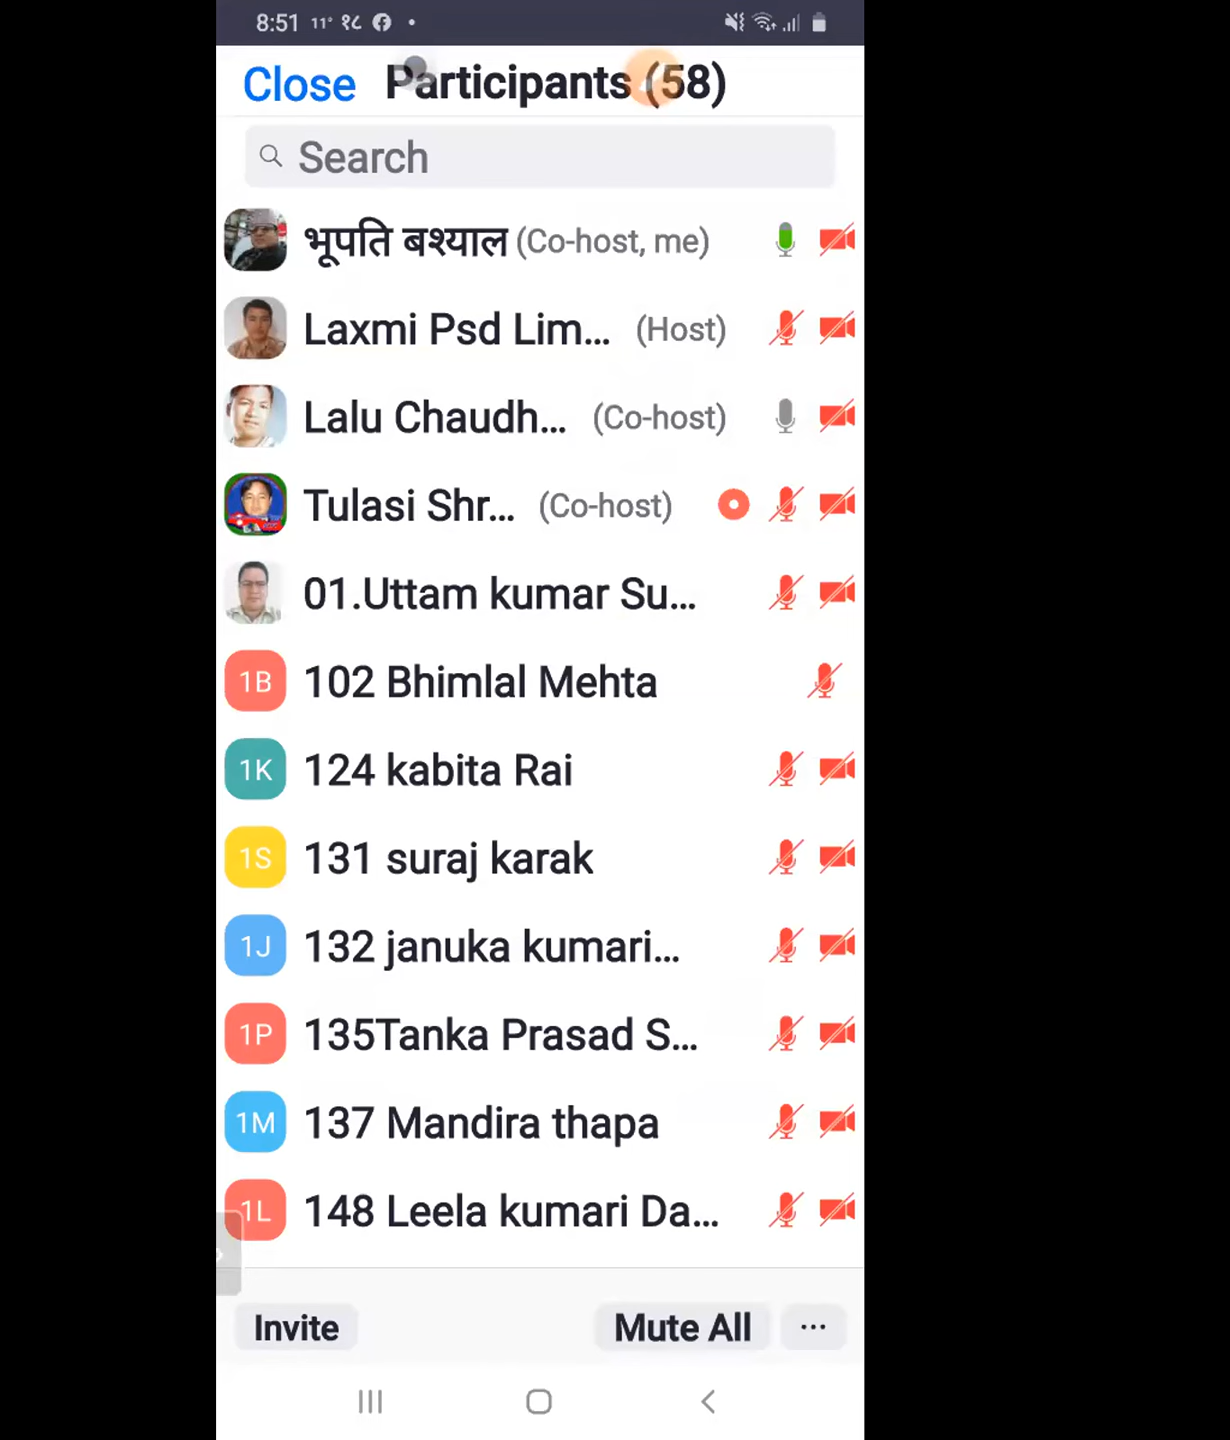 8:51 11° १८
Close Participants (58)
Search
भूपति बश्याल (Co-host, me)
Laxmi Psd Lim... (Host)
Lalu Chaudh... (Co-host)
Tulasi Shr... (Co-host)
01.Uttam kumar Su...
1B 102 Bhimlal Mehta
1K 124 kabita Rai
1S 131 suraj karak
1J 132 januka kumari...
1P 135Tanka Prasad S...
1M 137 Mandira thapa
1L 148 Leela kumari Da...
Invite Mute All ...